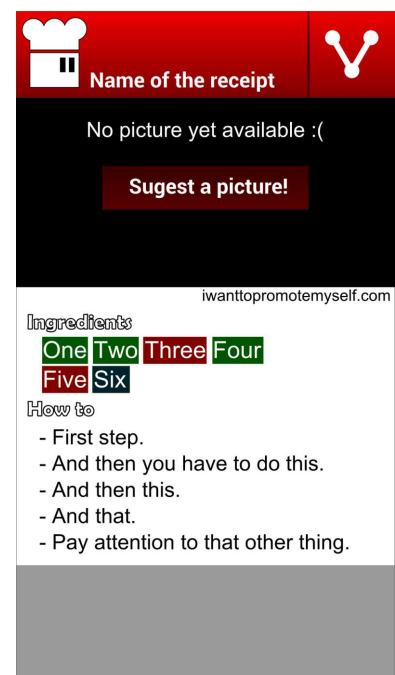 Name of the receipt
No picture yet available :(
Sugest a picture!
iwanttopromotemyself.com
Ingredients
One Two Three Four
Five Six
How to
- First step.
- And then you have to do this.
- And then this.
- And that.
- Pay attention to that other thing.